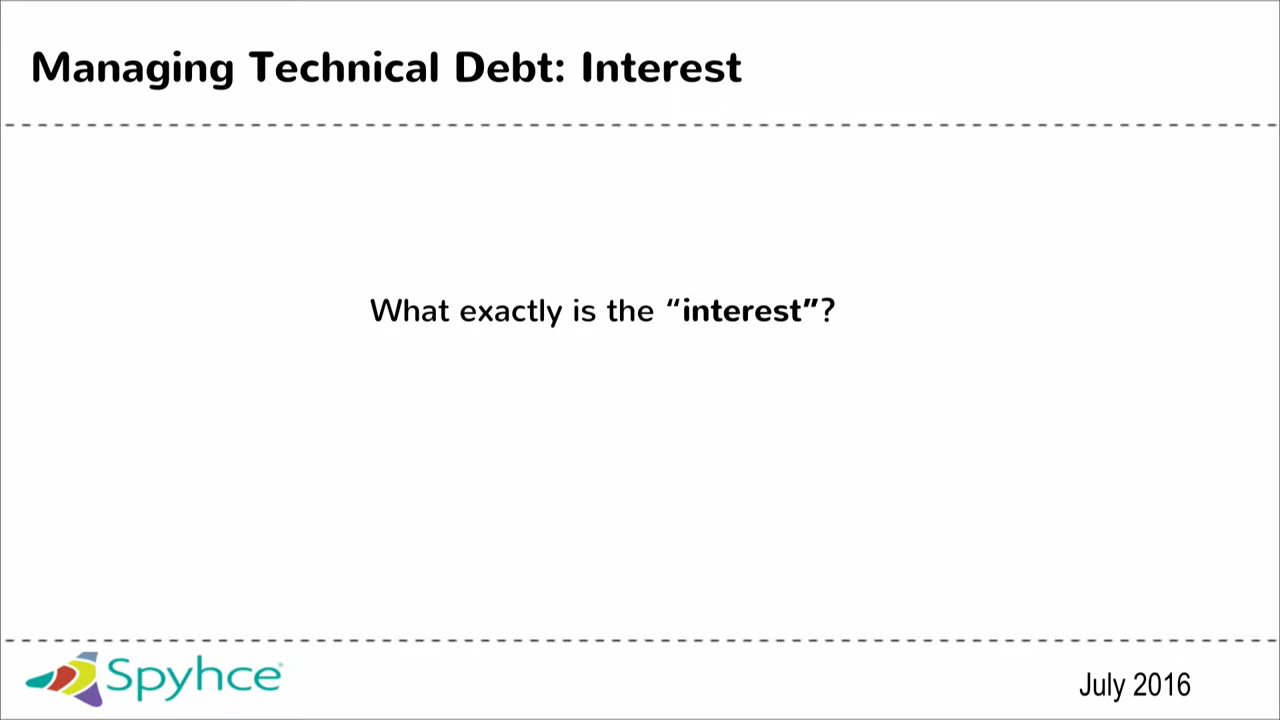 Managing Technical Debt: Interest
What exactly is the “interest”?
Spyhce
July 2016